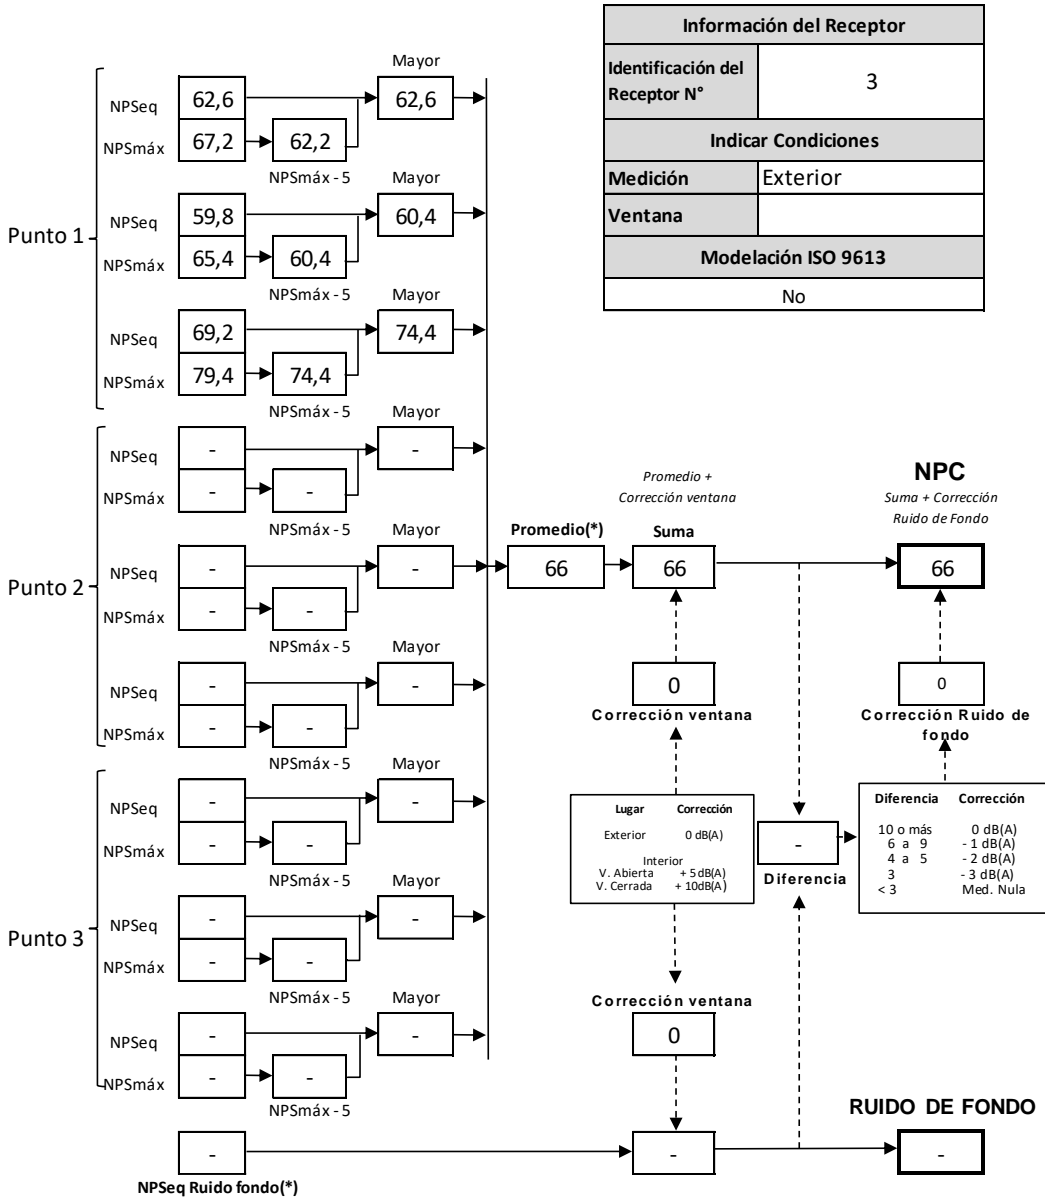 Información del Receptor
Identificación del Receptor N°
3
Indicar Condiciones
Medición
Exterior
Ventana
Modelación ISO 9613
No
Punto 1
Mayor
NPSeq
62,6
62,6
NPSmáx
67,2
62,2
NPSmáx - 5
Mayor
NPSeq
59,8
60,4
NPSmáx
65,4
60,4
NPSmáx - 5
Mayor
NPSeq
69,2
74,4
NPSmáx
79,4
74,4
NPSmáx - 5
Punto 2
Mayor
NPSeq
-
-
NPSmáx
-
-
NPSmáx - 5
Mayor
NPSeq
-
-
NPSmáx
-
-
NPSmáx - 5
Mayor
NPSeq
-
-
NPSmáx
-
-
NPSmáx - 5
Punto 3
Mayor
NPSeq
-
-
NPSmáx
-
-
NPSmáx - 5
Mayor
NPSeq
-
-
NPSmáx
-
-
NPSmáx - 5
Mayor
NPSeq
-
-
NPSmáx
-
-
NPSmáx - 5
Promedio(*)
66
Promedio +
Corrección ventana
Suma
66
NPC
Suma + Corrección
Ruido de Fondo
66
0
Corrección ventana
0
Corrección Ruido de
fondo
Lugar Corrección
Exterior 0 dB(A)
Interior
V. Abierta + 5dB(A)
V. Cerrada + 10dB(A)
-
Diferencia
Diferencia Corrección
10 o más 0 dB(A)
6 a 9 - 1 dB(A)
4 a 5 - 2 dB(A)
3 - 3 dB(A)
< 3 Med. Nula
Corrección ventana
0
RUIDO DE FONDO
-
-
-
NPSeq Ruido fondo(*)